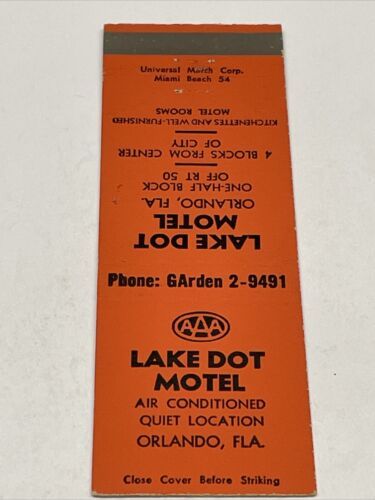 Universal Match Corp.
Miami Beach 54
LAKE DOT
MOTEL
ORLANDO, FLA.
ONE-HALF BLOCK
OFF RT 50
4 BLOCKS FROM CENTER
OF CITY
KITCHENETTES AND WELL-FURNISHED
MOTEL ROOMS
Phone: GArden 2-9491
AAA
LAKE DOT
MOTEL
AIR CONDITIONED
QUIET LOCATION
ORLANDO, FLA.
Close Cover Before Striking